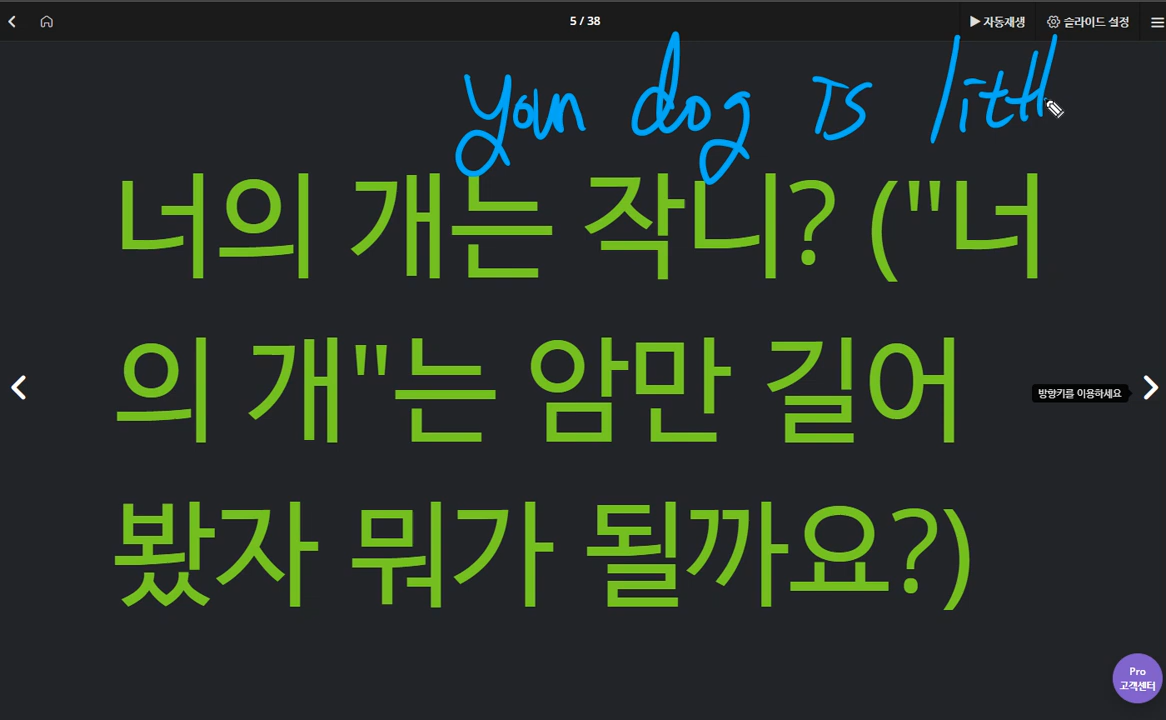 5 / 38
자동재생
슬라이드 설정
your dog Is littl
너의 개는 작니? ("너
의 개"는 암만 길어
방향키를 이용하세요
봤자 뭐가 될까요?)
Pro
고객센터